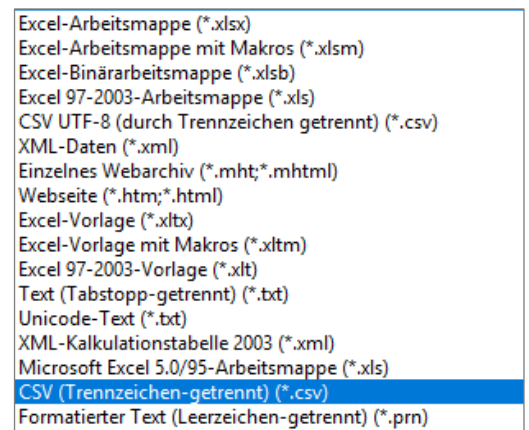 Excel-Arbeitsmappe (*.xlsx)
Excel-Arbeitsmappe mit Makros (*.xlsm)
Excel-Binärarbeitsmappe (*.xlsb)
Excel 97-2003-Arbeitsmappe (*.xls)
CSV UTF-8 (durch Trennzeichen getrennt) (*.csv)
XML-Daten (*.xml)
Einzelnes Webarchiv (*.mht;*.mhtml)
Webseite (*.htm;*.html)
Excel-Vorlage (*.xltx)
Excel-Vorlage mit Makros (*.xltm)
Excel 97-2003-Vorlage (*.xlt)
Text (Tabstopp-getrennt) (*.txt)
Unicode-Text (*.txt)
XML-Kalkulationstabelle 2003 (*.xml)
Microsoft Excel 5.0/95-Arbeitsmappe (*.xls)
CSV (Trennzeichen-getrennt) (*.csv)
Formatierter Text (Leerzeichen-getrennt) (*.prn)